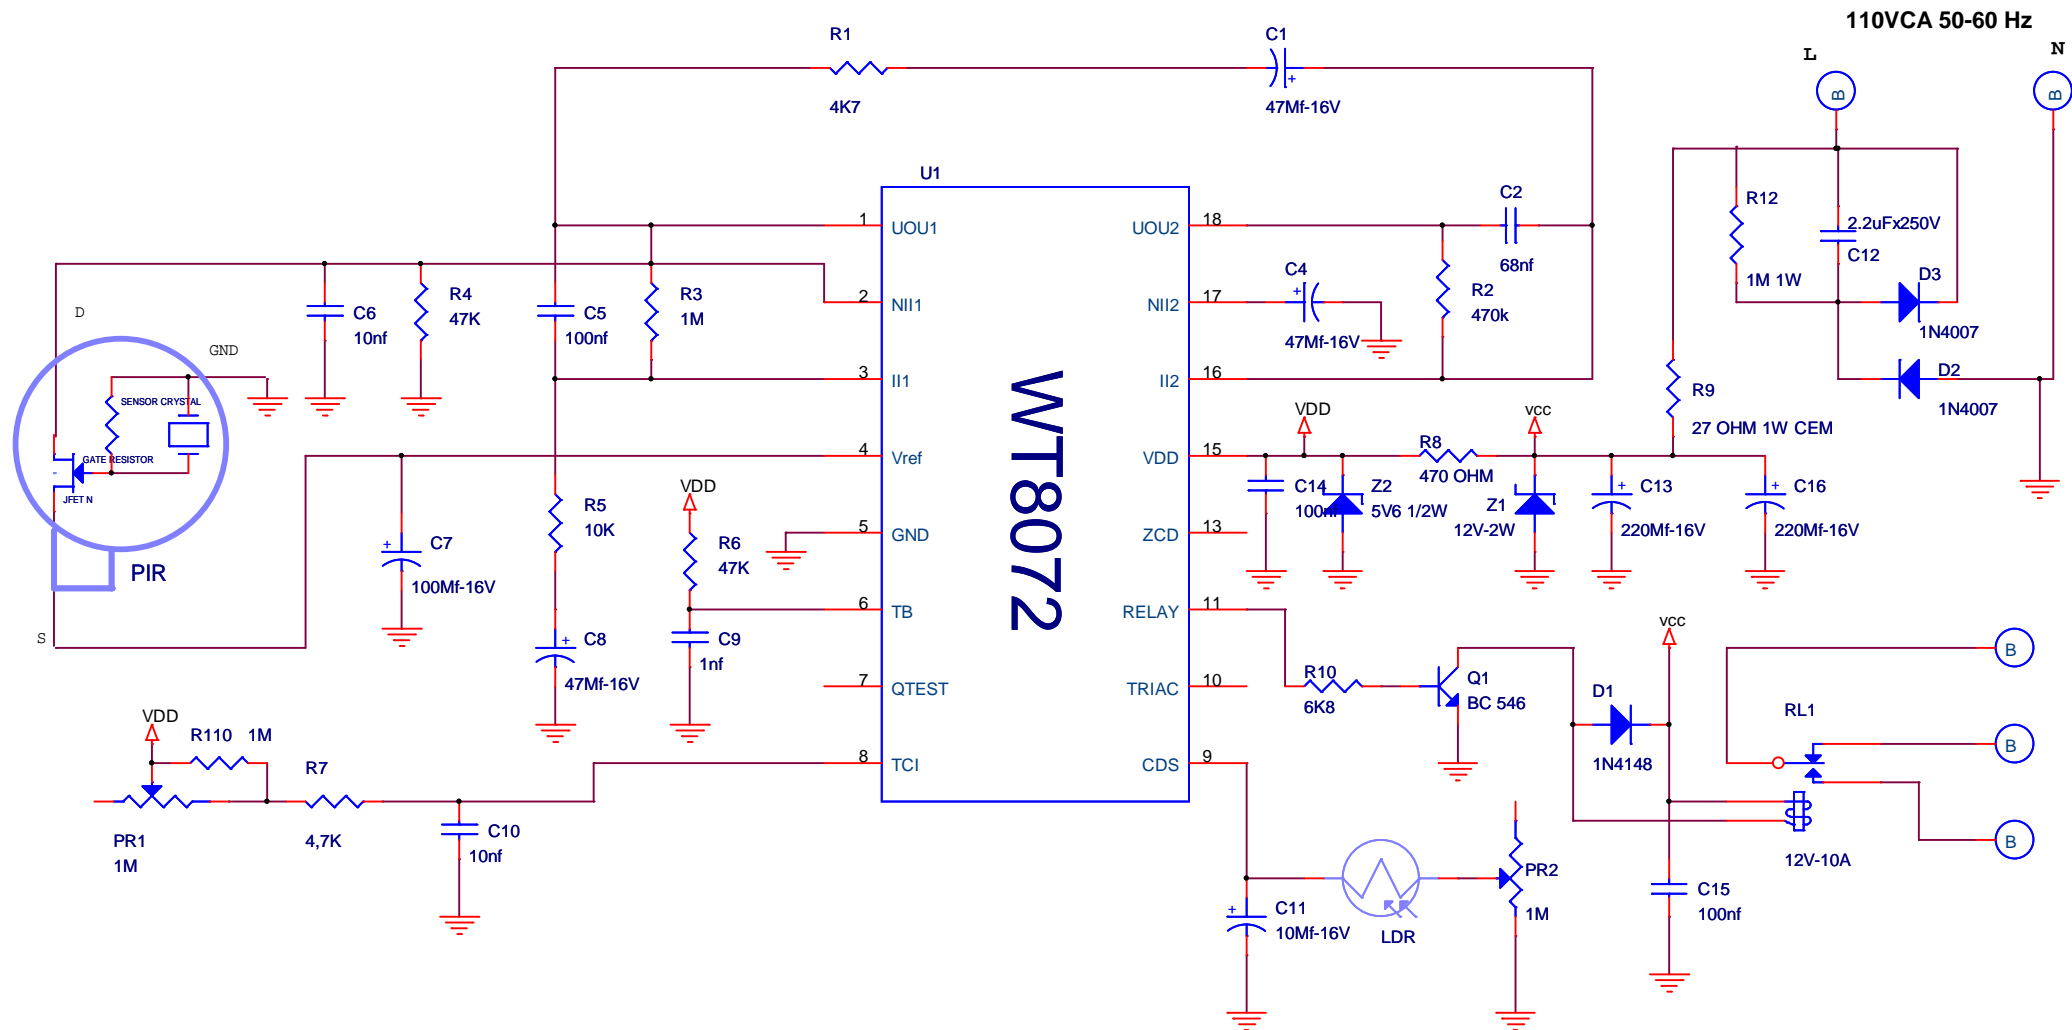 110VCA 50-60 Hz
L
N
B
B
R1
4K7
C1
+
47Mf-16V
U1
WT8072
1
UOU1
2
NII1
3
II1
4
Vref
5
GND
6
TB
7
QTEST
8
TCI
18
UOU2
17
NII2
16
II2
15
VDD
13
ZCD
11
RELAY
10
TRIAC
9
CDS
C2
68nf
C4
+
47Mf-16V
R2
470k
R12
1M 1W
2.2uFx250V
C12
D3
1N4007
D2
1N4007
R9
27 OHM 1W CEM
D
GND
SENSOR CRYSTAL
GATE RESISTOR
JFET N
PIR
S
C6
10nf
R4
47K
C5
100nf
R3
1M
VDD
vcc
R8
470 OHM
C14
100nf
Z2
5V6 1/2W
Z1
12V-2W
+
C13
220Mf-16V
+
C16
220Mf-16V
+
C7
100Mf-16V
R5
10K
+
C8
47Mf-16V
VDD
R6
47K
C9
1nf
VDD
R110 1M
R7
4,7K
PR1
1M
C10
10nf
R10
6K8
Q1
BC 546
D1
1N4148
vcc
RL1
12V-10A
B
B
B
C15
100nf
+
C11
10Mf-16V
LDR
PR2
1M